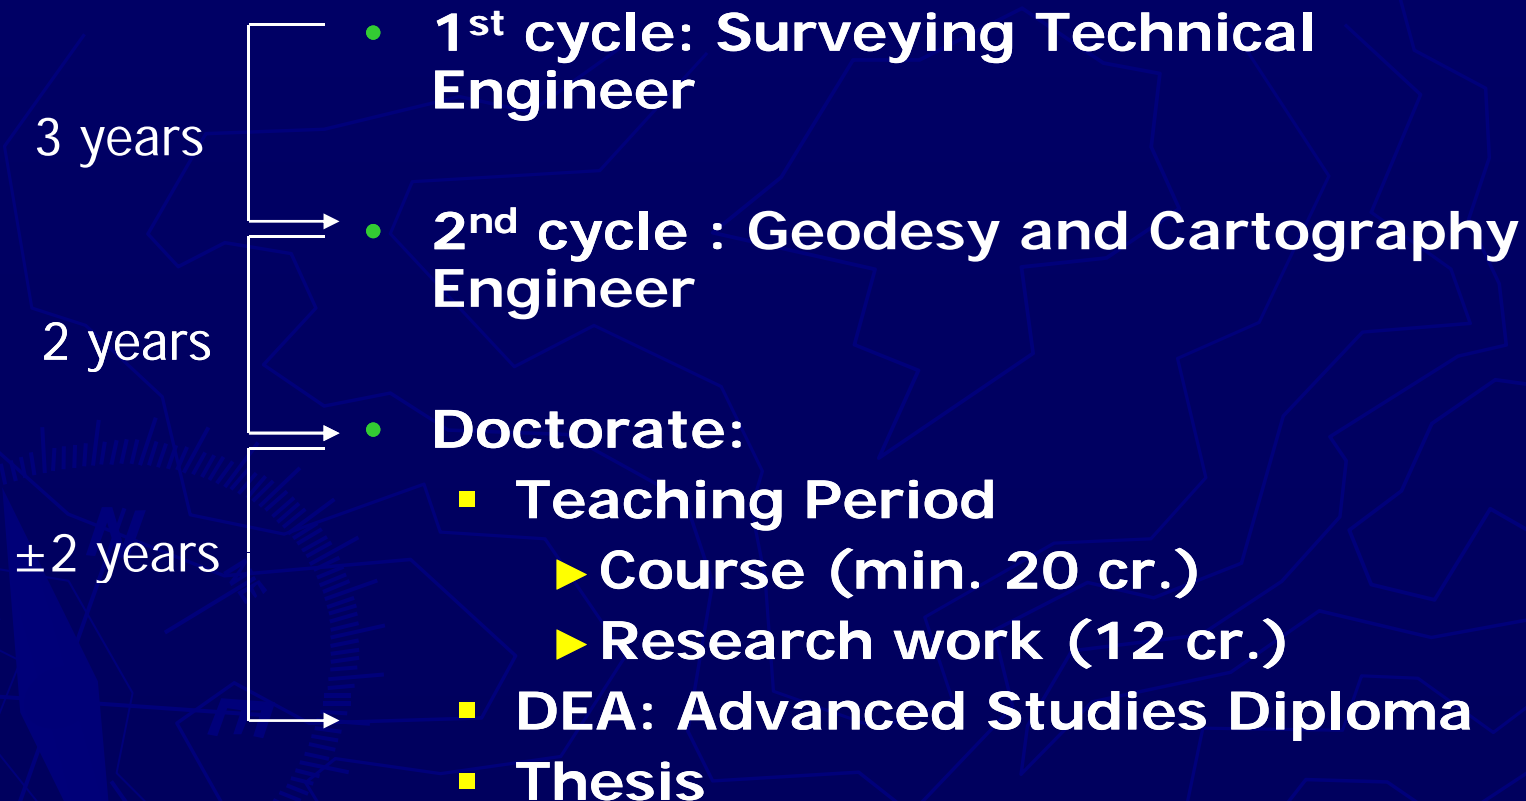 1st cycle: Surveying Technical
Engineer
3 years
2nd cycle : Geodesy and Cartography
Engineer
2 years
Doctorate:
Teaching Period
±2 years
Course (min. 20 cr.)
Research work (12 cr.)
DEA: Advanced Studies Diploma
Thesis